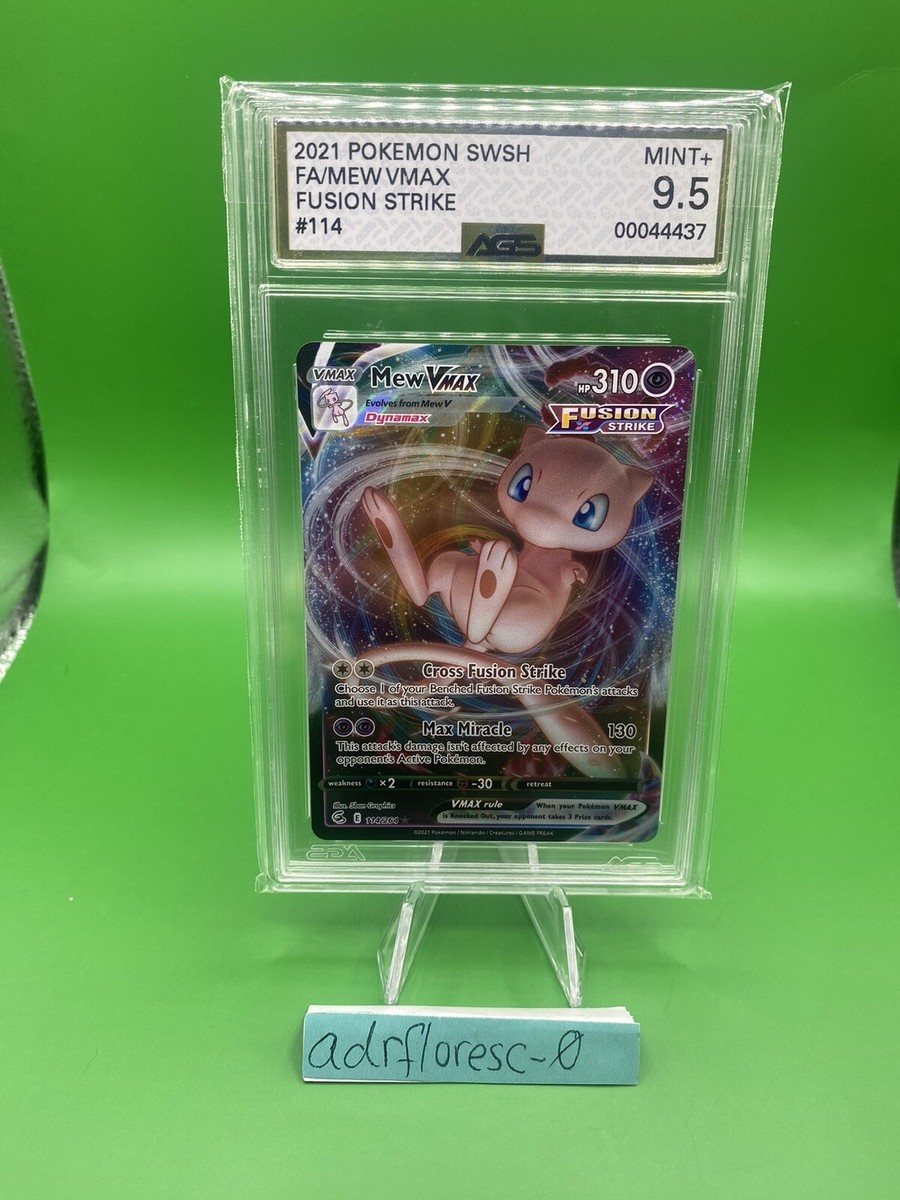 2021 POKEMON SWSH
MINT+
FA/MEW VMAX
9.5
FUSION STRIKE
#114
00044437
AGS
VMAX
Mew VMAX
HP 310
Evolves from Mew V
Dynamax
FUSION
STRIKE
Cross Fusion Strike
Choose 1 of your Benched Fusion Strike Pokémon's attacks
and use it as this attack.
Max Miracle 130
This attack's damage isn't affected by any effects on your
opponent's Active Pokémon.
weakness ×2 resistance -30 retreat
Illus. 5ban Graphics
E 114/264
VMAX rule
When your Pokémon VMAX
is Knocked Out, your opponent takes 3 Prize cards.
©2021 Pokémon / Nintendo / Creatures / GAME FREAK
AGS
adrfloresc-0